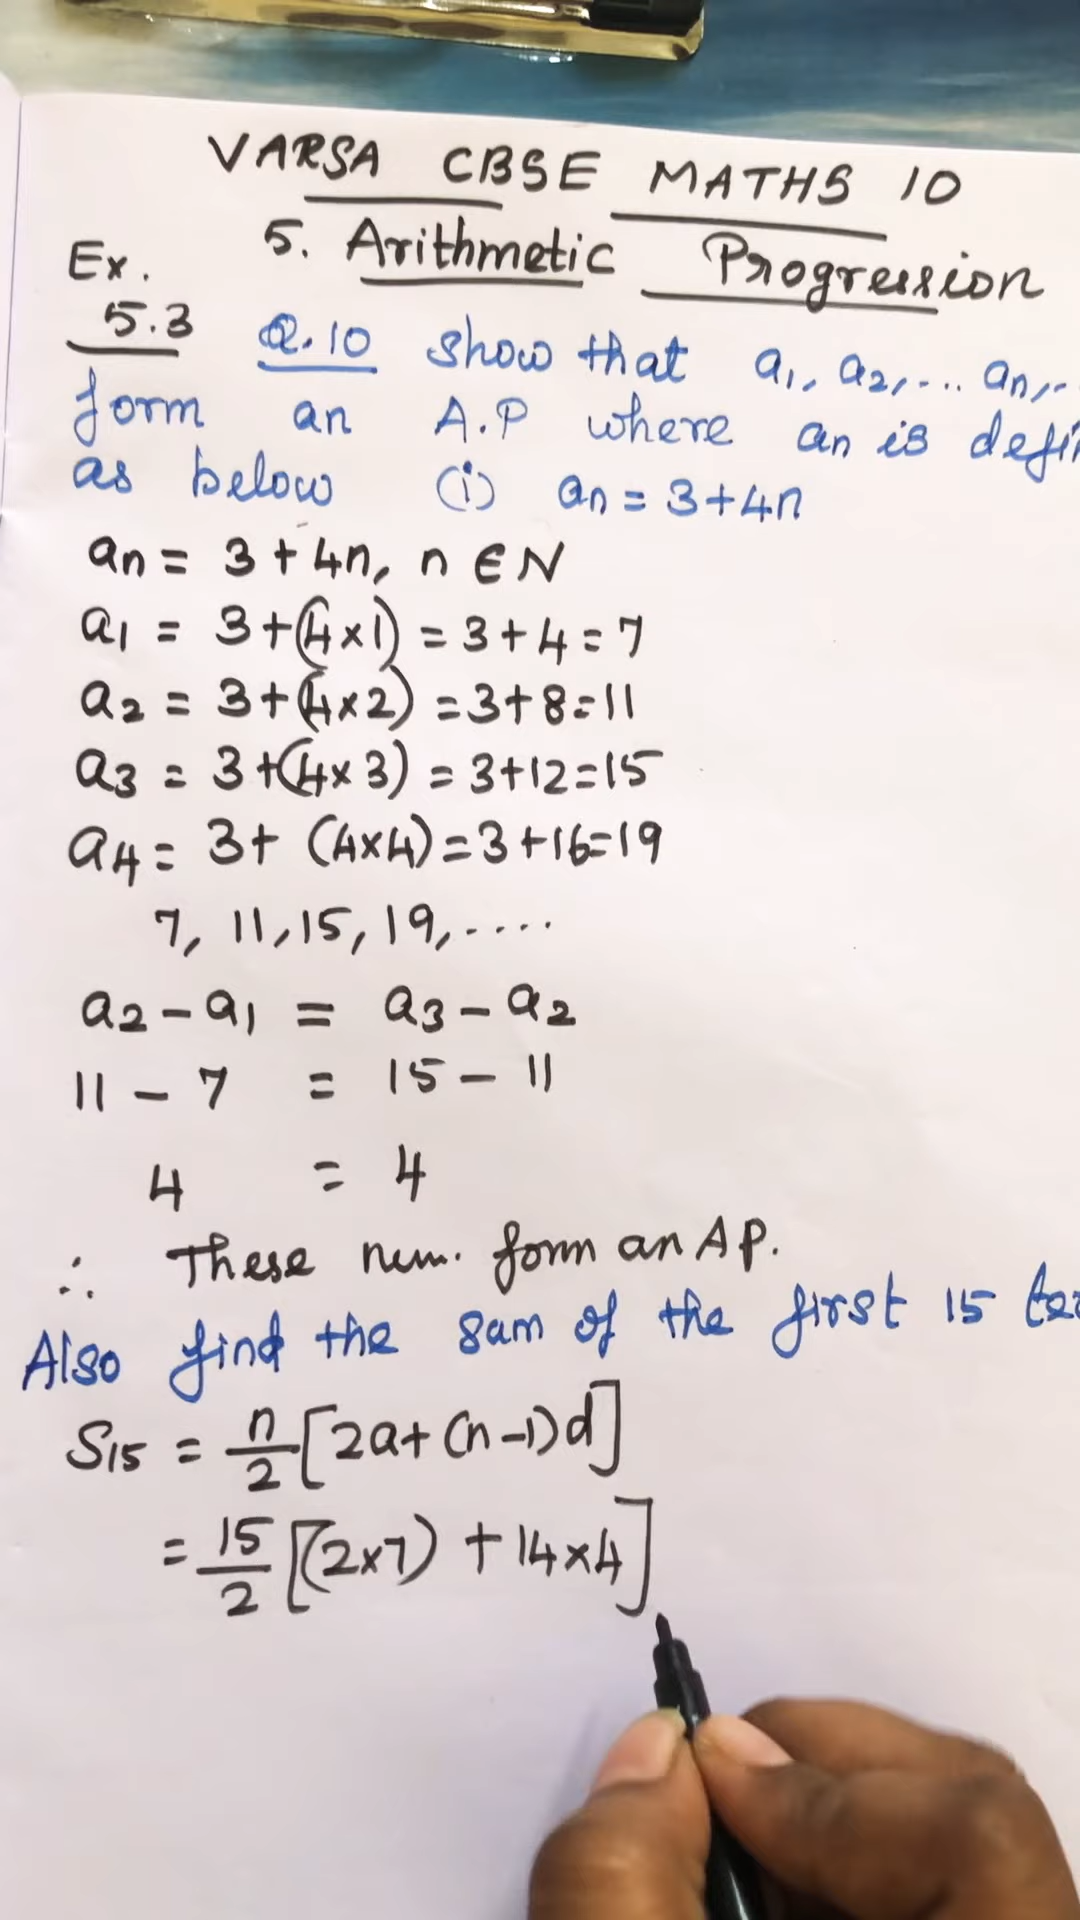 VARSA CBSE MATHS 10
5. Arithmetic Progression
Ex.
5.3 Q.10 show that a1, a2,... an,..
form an A.P where an is
as below (i) an = 3+4n
an = 3 + 4n, n ∈ N
a1 = 3+(4×1) = 3+4=7
a2 = 3+(4×2) =3+8=11
a3 = 3+(4×3) = 3+12=15
a4 = 3+ (4×4)=3+16=19
7, 11, 15, 19, ....
a2 - a1 = a3 - a2
11 - 7 = 15 - 11
4 = 4
∴ These num. form an AP.
Also find the sum of the first 15
S15 = n/2 [2a+(n-1)d]
= 15/2 [(2×7) + 14×4]